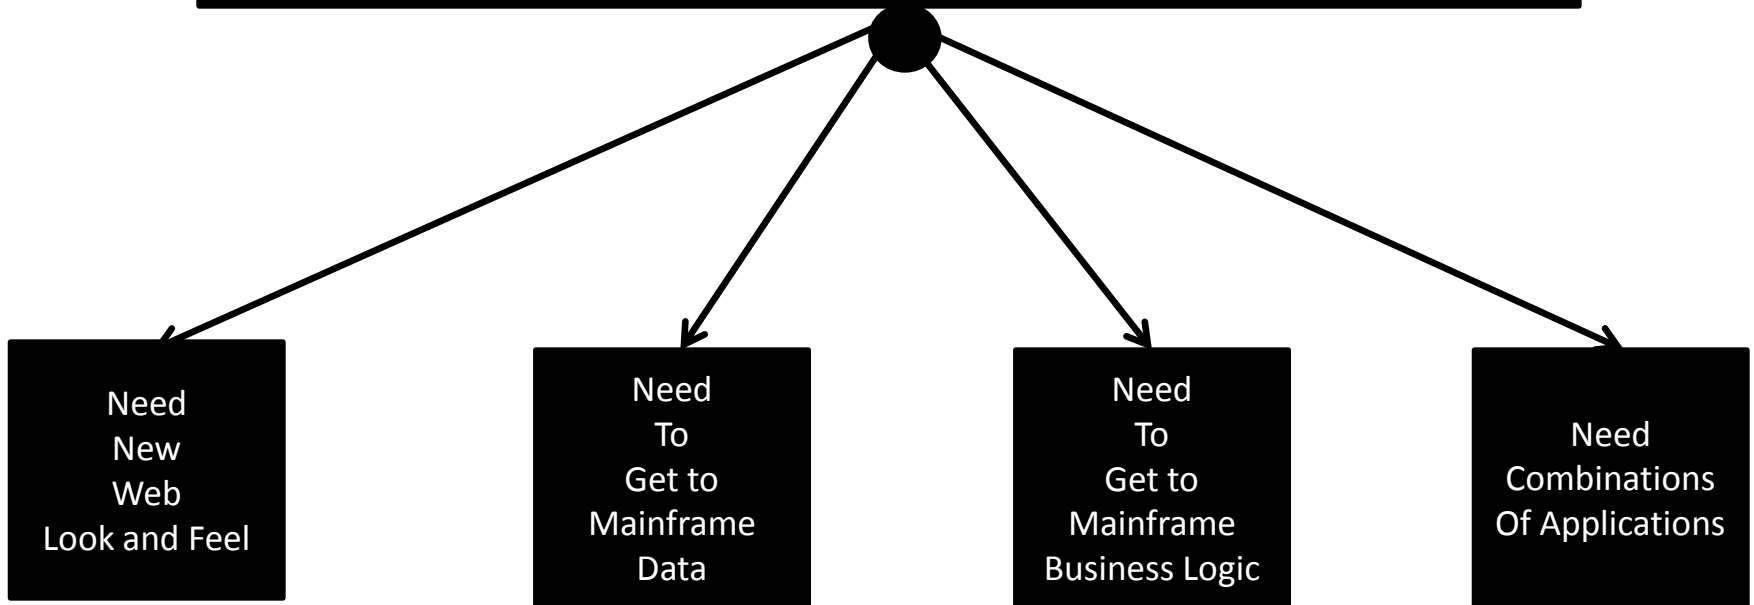 Need
New
Web
Look and Feel
Need
To
Get to
Mainframe
Data
Need
To
Get to
Mainframe
Business Logic
Need
Combinations
Of Applications